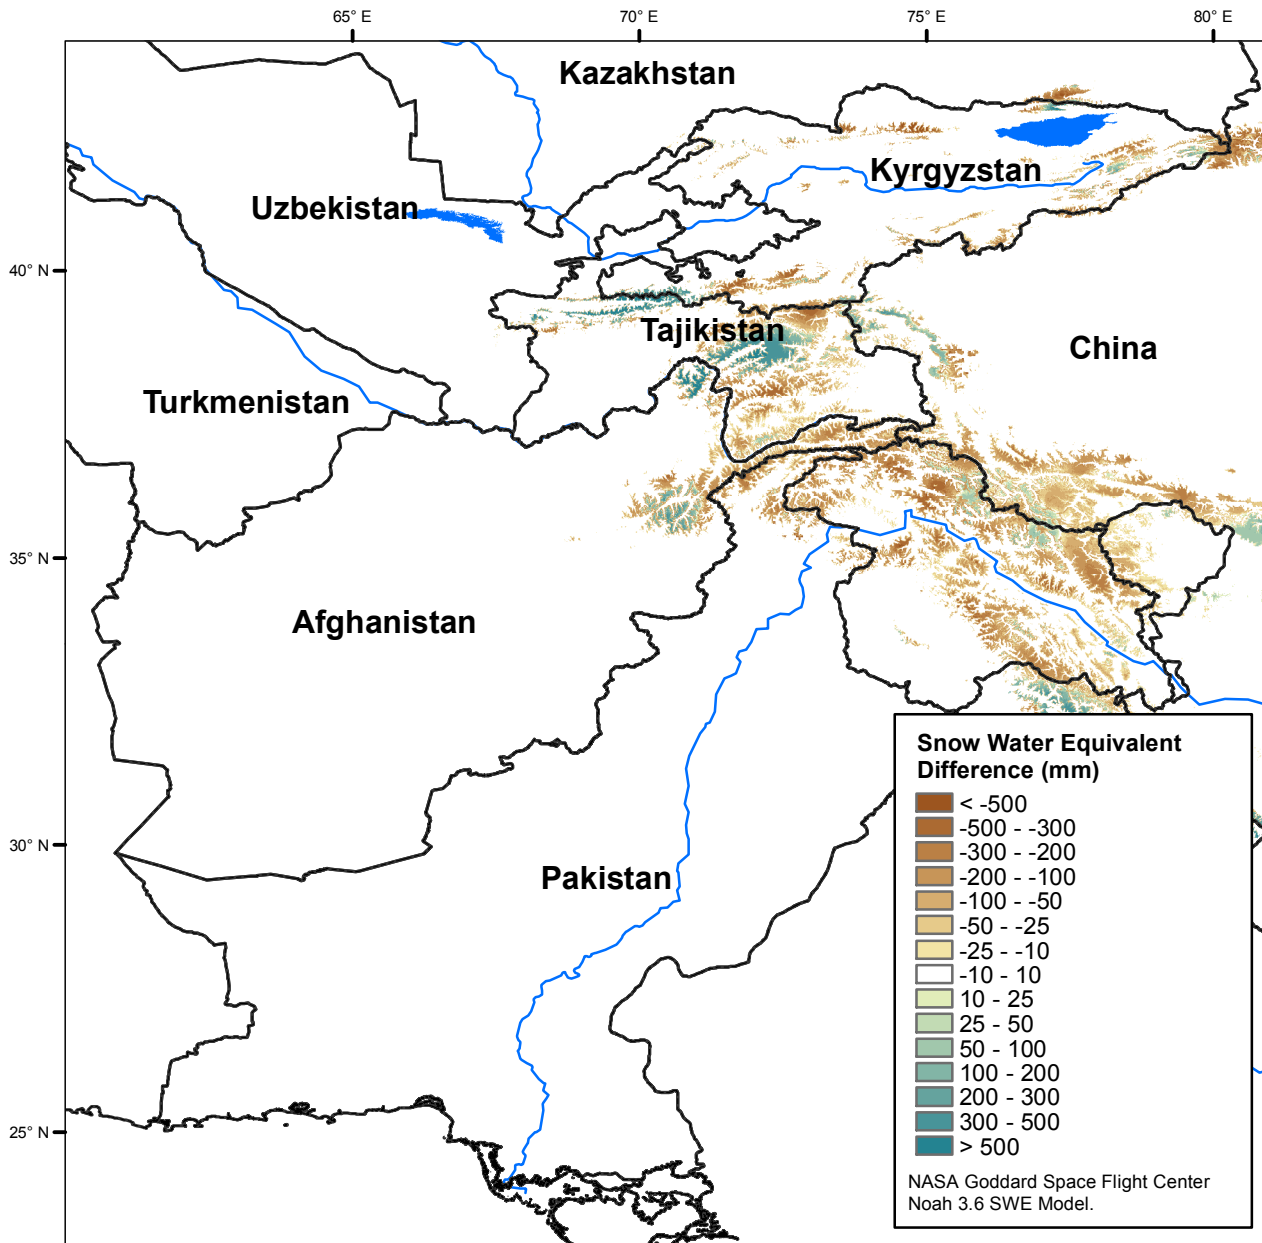 65° E
70° E
75° E
80° E
Kazakhstan
Kyrgyzstan
Uzbekistan
40° N
Tajikistan
China
Turkmenistan
35° N
Afghanistan
30° N
Pakistan
25° N
Snow Water Equivalent
Difference (mm)
< -500
-500 - -300
-300 - -200
-200 - -100
-100 - -50
-50 - -25
-25 - -10
-10 - 10
10 - 25
25 - 50
50 - 100
100 - 200
200 - 300
300 - 500
> 500
NASA Goddard Space Flight Center
Noah 3.6 SWE Model.